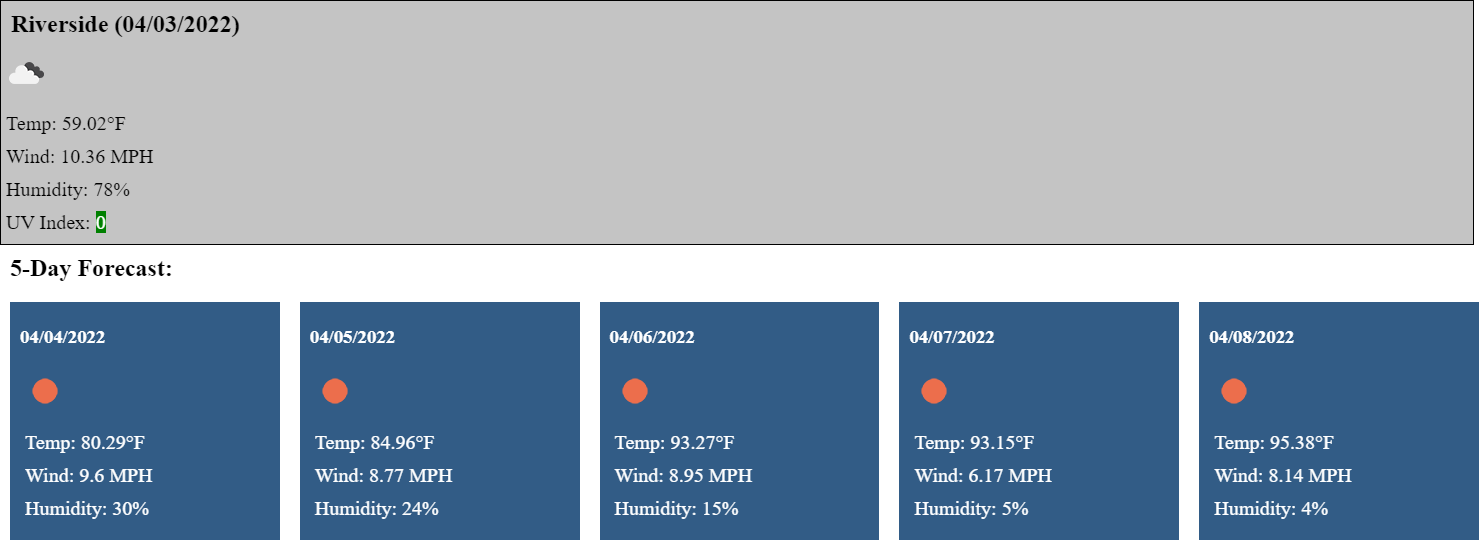 Riverside (04/03/2022)
Temp: 59.02°F
Wind: 10.36 MPH
Humidity: 78%
UV Index: 0
5-Day Forecast:
04/04/2022
Temp: 80.29°F
Wind: 9.6 MPH
Humidity: 30%
04/05/2022
Temp: 84.96°F
Wind: 8.77 MPH
Humidity: 24%
04/06/2022
Temp: 93.27°F
Wind: 8.95 MPH
Humidity: 15%
04/07/2022
Temp: 93.15°F
Wind: 6.17 MPH
Humidity: 5%
04/08/2022
Temp: 95.38°F
Wind: 8.14 MPH
Humidity: 4%